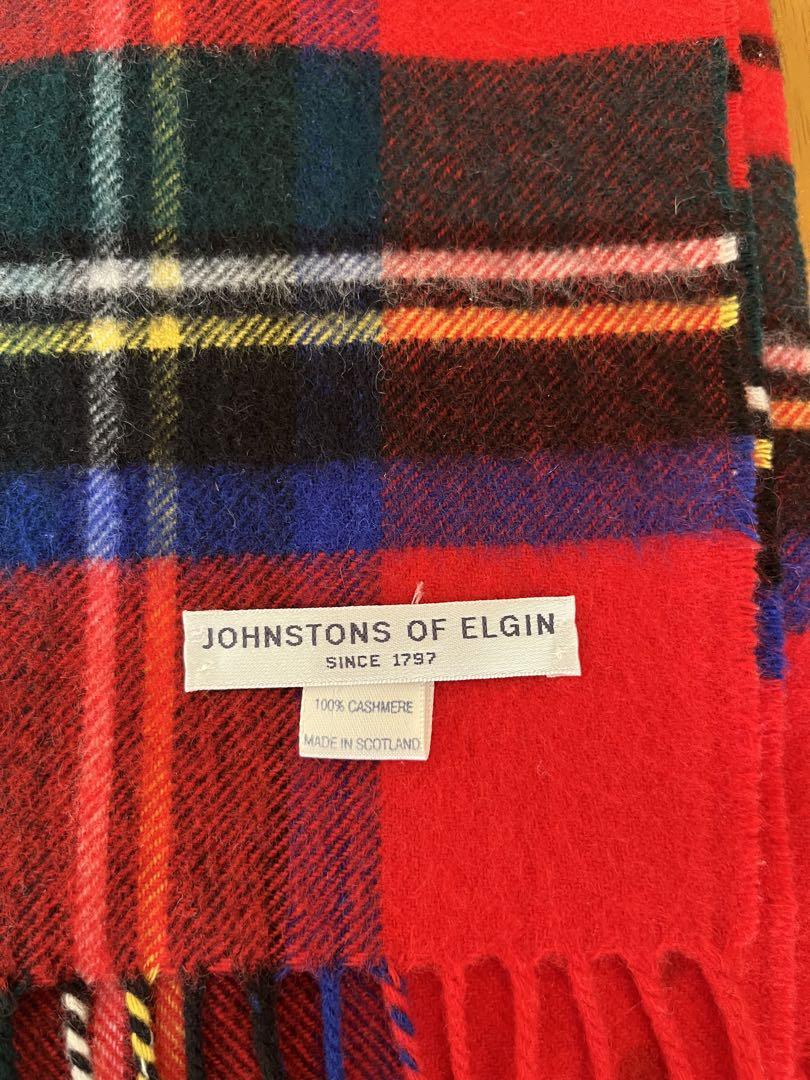 JOHNSTONS OF ELGIN
SINCE 1797
100% CASHMERE
MADE IN SCOTLAND